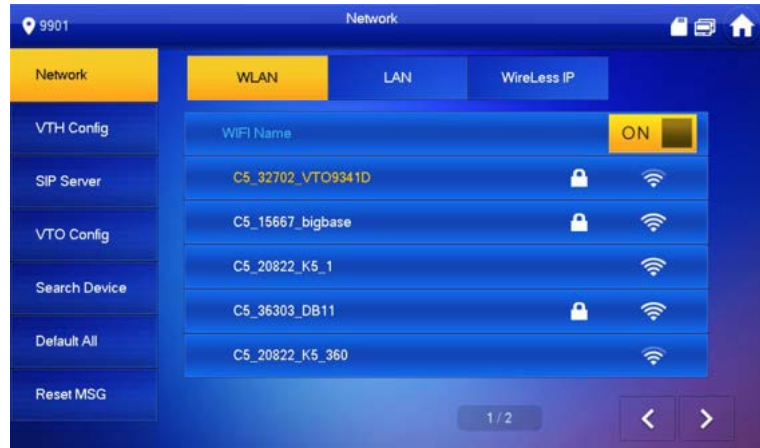 9901
Network
Network
WLAN
LAN
WireLess IP
VTH Config
WIFI Name
ON
SIP Server
C5_32702_VTO9341D
VTO Config
C5_15667_bigbase
C5_20822_K5_1
Search Device
C5_36303_DB11
Default All
C5_20822_K5_360
Reset MSG
1/2